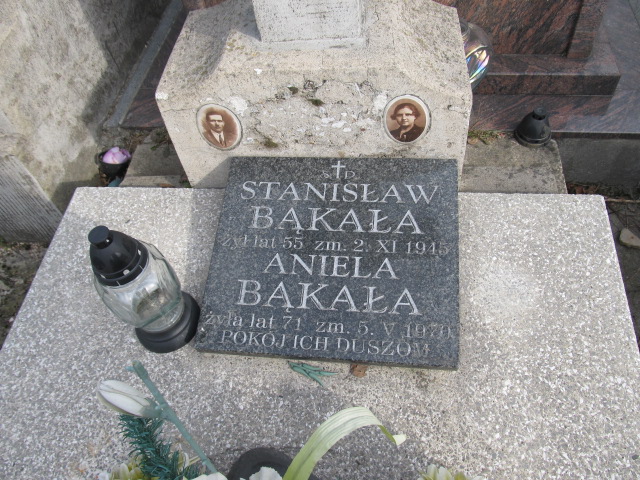 Ś † P.
STANISŁAW
BĄKAŁA
żył lat 55 zm. 2. XI 1945
ANIELA
BĄKAŁA
żyła lat 71 zm. 5. V 1970
POKÓJ ICH DUSZOM